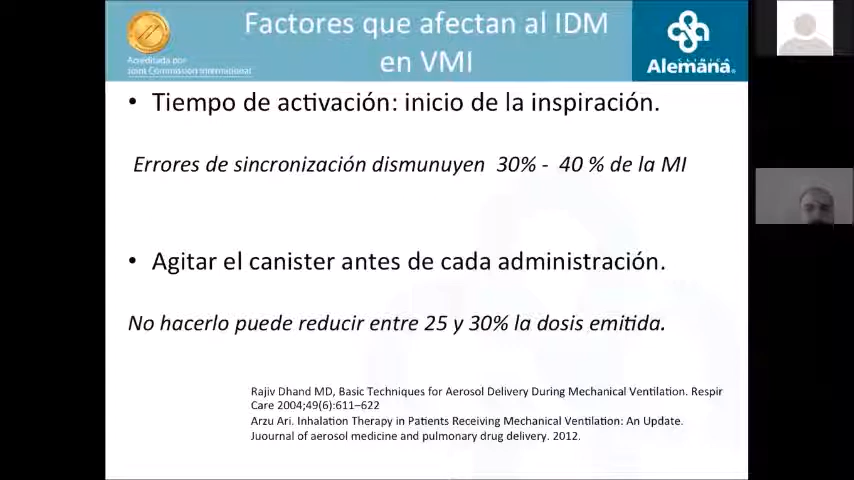 Factores que afectan al IDM
en VMI
Acreditada por
Joint Commission International
CLINICA
Alemana®
• Tiempo de activación: inicio de la inspiración.
Errores de sincronización dismunuyen 30% - 40 % de la MI
• Agitar el canister antes de cada administración.
No hacerlo puede reducir entre 25 y 30% la dosis emitida.
Rajiv Dhand MD, Basic Techniques for Aerosol Delivery During Mechanical Ventilation. Respir
Care 2004;49(6):611–622
Arzu Ari. Inhalation Therapy in Patients Receiving Mechanical Ventilation: An Update.
Juournal of aerosol medicine and pulmonary drug delivery. 2012.